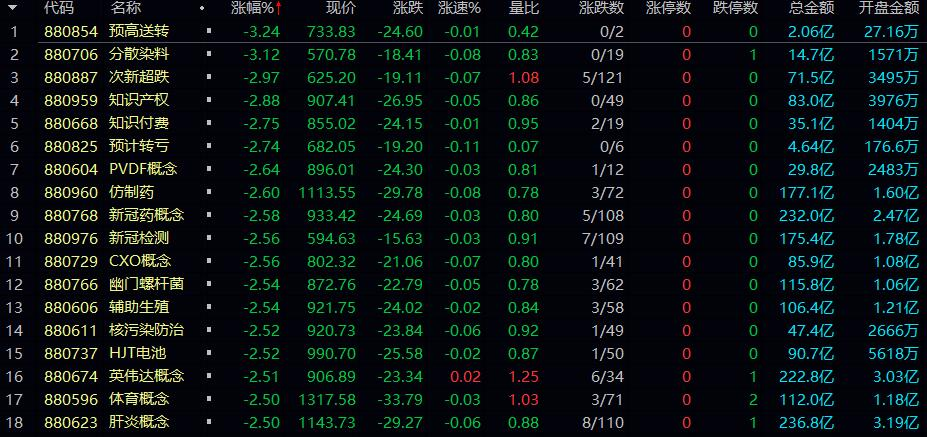 代码 名称 涨幅%↑ 现价 涨跌 涨速% 量比 涨跌数 涨停数 跌停数 总金额 开盘金额
1 880854 预高送转 -3.24 733.83 -24.60 -0.01 0.42 0/2 0 0 2.06亿 27.16万
2 880706 分散染料 -3.12 570.78 -18.41 -0.08 0.83 0/19 0 1 14.7亿 1571万
3 880887 次新超跌 -2.97 625.20 -19.11 -0.07 1.08 5/121 0 0 71.5亿 3495万
4 880959 知识产权 -2.88 907.41 -26.95 -0.05 0.86 0/49 0 0 83.0亿 3976万
5 880668 知识付费 -2.75 855.02 -24.15 -0.01 0.95 2/19 0 0 35.1亿 1404万
6 880825 预计转亏 -2.74 682.05 -19.20 -0.11 0.07 0/6 0 0 4.64亿 176.6万
7 880604 PVDF概念 -2.64 896.01 -24.30 -0.03 0.81 1/12 0 0 29.8亿 2483万
8 880960 仿制药 -2.60 1113.55 -29.78 -0.08 0.78 3/72 0 0 177.1亿 1.60亿
9 880768 新冠药概念 -2.58 933.42 -24.69 -0.03 0.80 5/108 0 0 232.0亿 2.47亿
10 880976 新冠检测 -2.56 594.63 -15.63 -0.03 0.91 7/109 0 0 175.4亿 1.78亿
11 880729 CXO概念 -2.56 802.32 -21.06 -0.07 0.80 1/41 0 0 85.9亿 1.08亿
12 880766 幽门螺杆菌 -2.54 872.76 -22.79 -0.05 0.78 3/62 0 0 115.8亿 1.06亿
13 880608 辅助生殖 -2.54 921.75 -24.02 -0.02 0.84 3/58 0 0 106.4亿 1.21亿
14 880611 核污染防治 -2.52 920.73 -23.84 -0.06 0.92 1/49 0 0 47.4亿 2666万
15 880737 HJT电池 -2.52 990.70 -25.58 -0.02 0.87 1/50 0 0 90.7亿 5618万
16 880674 英伟达概念 -2.51 906.89 -23.34 0.02 1.25 6/34 0 1 222.8亿 3.03亿
17 880596 体育概念 -2.50 1317.58 -33.79 -0.03 1.03 3/71 0 2 112.0亿 1.18亿
18 880623 肝炎概念 -2.50 1143.73 -29.27 -0.06 0.88 8/110 0 1 236.8亿 3.19亿